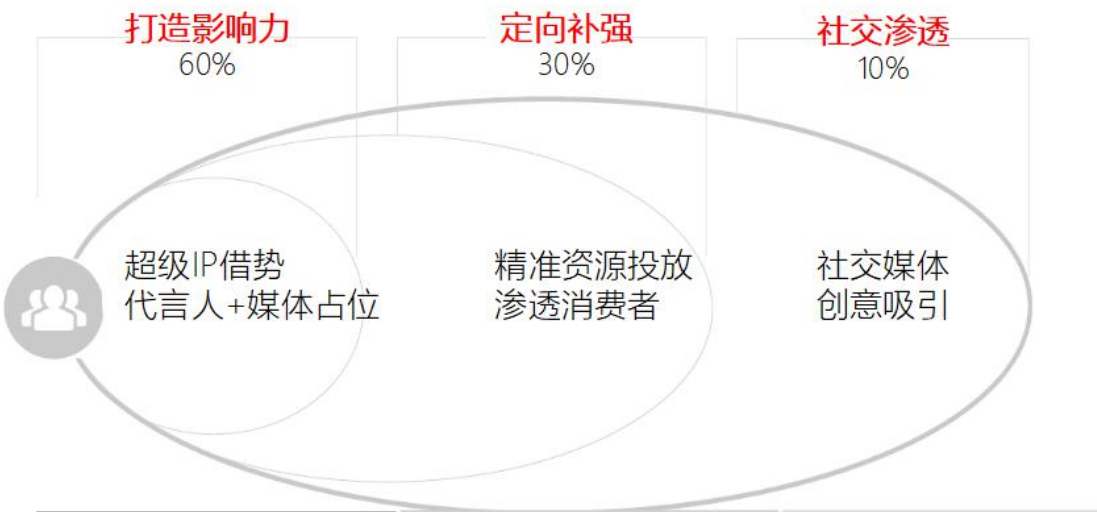 打造影响力
60%
定向补强
30%
社交渗透
10%
超级IP借势
代言人+媒体占位
精准资源投放
渗透消费者
社交媒体
创意吸引